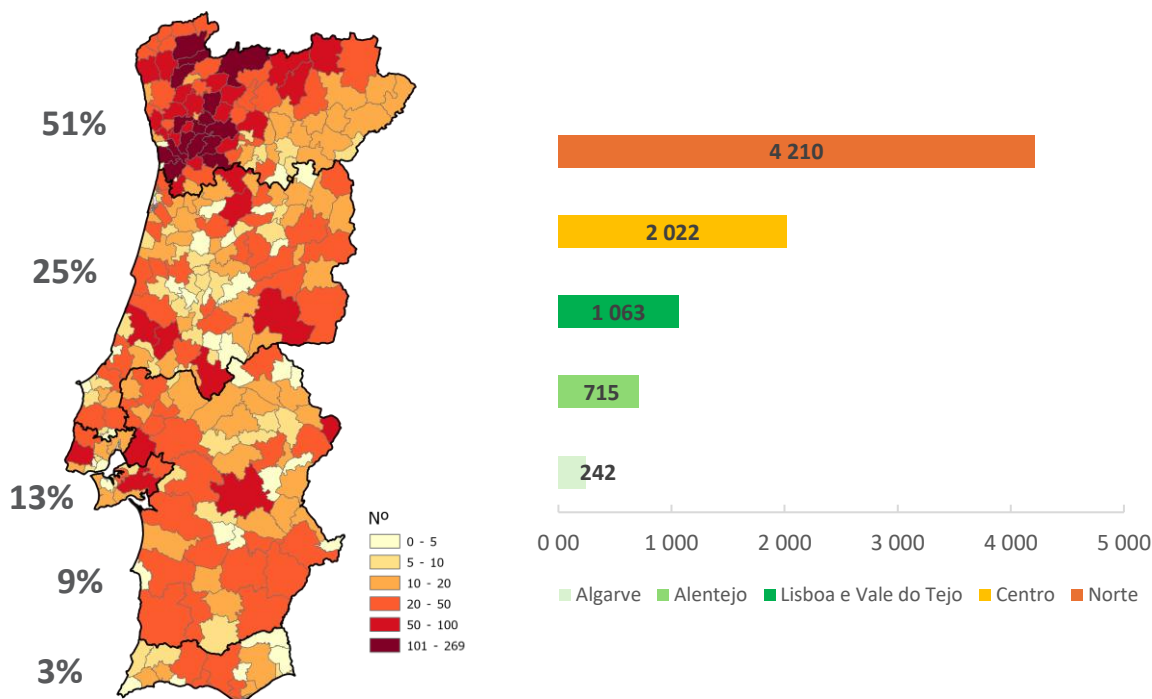 51%
25%
13%
9%
3%
Nº
0 - 5
5 - 10
10 - 20
20 - 50
50 - 100
101 - 269
4 210
2 022
1 063
715
242
0 00 1 000 2 000 3 000 4 000 5 000
Algarve Alentejo Lisboa e Vale do Tejo Centro Norte